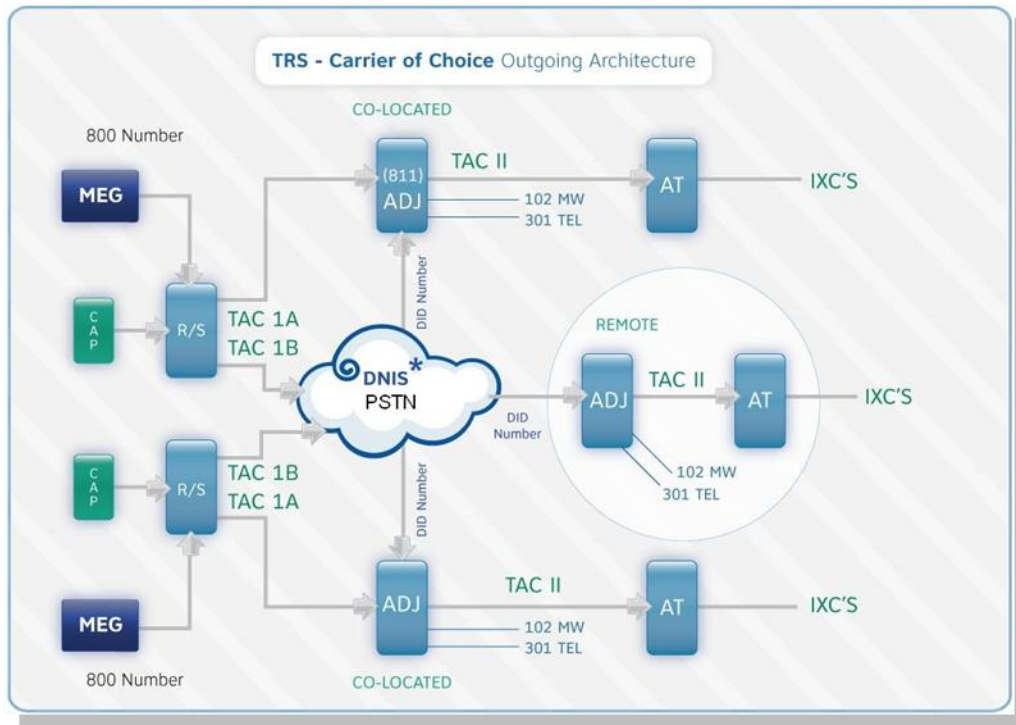 TRS - Carrier of Choice Outgoing Architecture
CO-LOCATED
800 Number
MEG
(811)
ADJ
TAC II
102 MW
301 TEL
AT
IXC'S
DID Number
C
A
P
R/S
TAC 1A
TAC 1B
DNIS*
PSTN
DID
Number
REMOTE
ADJ
TAC II
AT
IXC'S
102 MW
301 TEL
C
A
P
R/S
TAC 1B
TAC 1A
DID Number
MEG
800 Number
ADJ
TAC II
102 MW
301 TEL
AT
IXC'S
CO-LOCATED